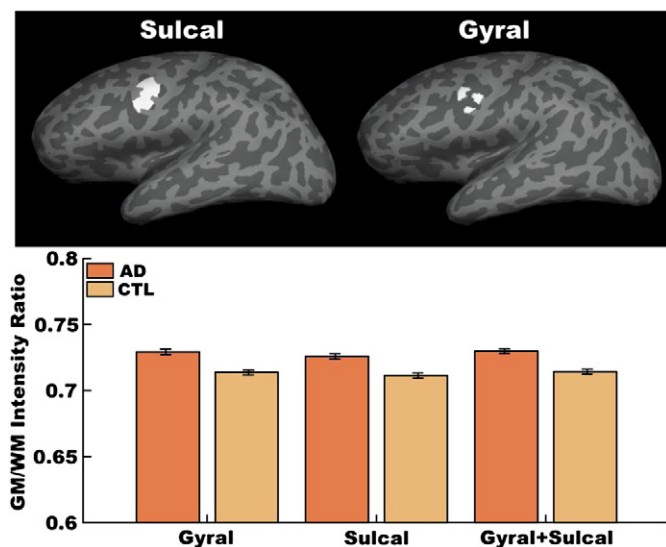 Sulcal Gyral
GM/WM Intensity Ratio
0.8
0.75
0.7
0.65
0.6
AD
CTL
Gyral Sulcal Gyral+Sulcal